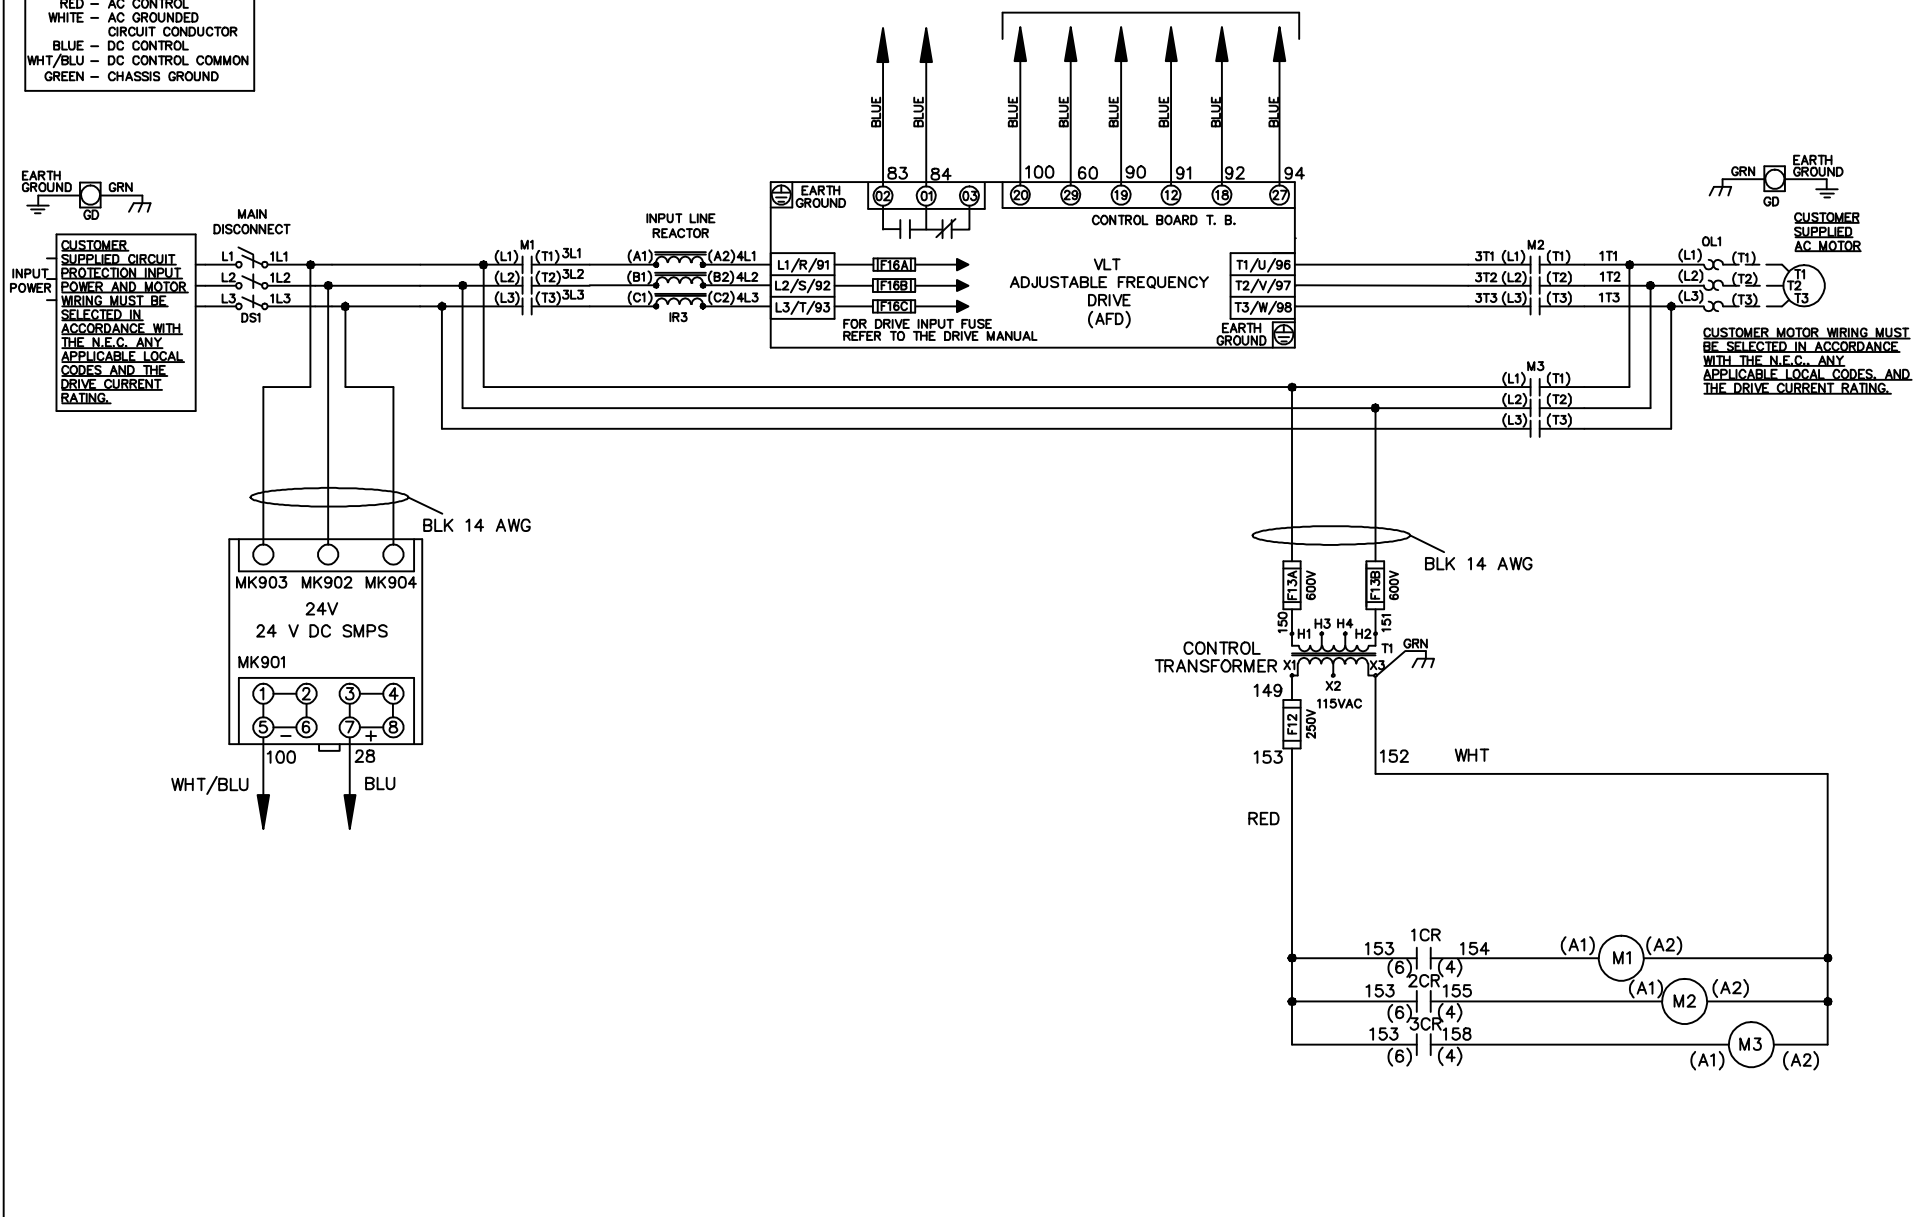 RED – AC CONTROL
WHITE – AC GROUNDED
CIRCUIT CONDUCTOR
BLUE – DC CONTROL
WHT/BLU – DC CONTROL COMMON
GREEN – CHASSIS GROUND
BLUE
BLUE
BLUE
BLUE
BLUE
BLUE
BLUE
BLUE
83 84 100 60 90 91 92 94
02 01 03 20 29 19 12 18 27
EARTH
GROUND
CONTROL BOARD T. B.
EARTH
GROUND
GRN
GD
GRN
EARTH
GROUND
GD
CUSTOMER
SUPPLIED
AC MOTOR
MAIN
DISCONNECT
INPUT LINE
REACTOR
INPUT
POWER
CUSTOMER
SUPPLIED CIRCUIT
PROTECTION INPUT
POWER AND MOTOR
WIRING MUST BE
SELECTED IN
ACCORDANCE WITH
THE N.E.C. ANY
APPLICABLE LOCAL
CODES AND THE
DRIVE CURRENT
RATING.
L1 1L1
L2 1L2
L3 1L3
DS1
M1
(L1) (T1) 3L1
(L2) (T2) 3L2
(L3) (T3) 3L3
(A1) (A2) 4L1
(B1) (B2) 4L2
(C1) (C2) 4L3
IR3
L1/R/91 F16A
L2/S/92 F16B
L3/T/93 F16C
FOR DRIVE INPUT FUSE
REFER TO THE DRIVE MANUAL
VLT
ADJUSTABLE FREQUENCY
DRIVE
(AFD)
T1/U/96
T2/V/97
T3/W/98
EARTH
GROUND
M2
3T1 (L1) (T1) 1T1
3T2 (L2) (T2) 1T2
3T3 (L3) (T3) 1T3
OL1
(L1) (T1)
(L2) (T2)
(L3) (T3)
T1
T2
T3
CUSTOMER MOTOR WIRING MUST
BE SELECTED IN ACCORDANCE
WITH THE N.E.C., ANY
APPLICABLE LOCAL CODES, AND
THE DRIVE CURRENT RATING.
M3
(L1) (T1)
(L2) (T2)
(L3) (T3)
BLK 14 AWG
MK903 MK902 MK904
24V
24 V DC SMPS
MK901
1 2 3 4
5 6 7 8
– +
100 28
WHT/BLU BLU
BLK 14 AWG
F13A 600V F13B 600V
150 151
H1 H3 H4 H2
T1
GRN
CONTROL
TRANSFORMER
X1 X2 X3
149
115VAC
F12 250V
153 152 WHT
RED
1CR
153 154 (A1) M1 (A2)
(6) (4)
2CR
153 155 (A1) M2 (A2)
(6) (4)
3CR
153 158 M3
(6) (4) (A1) (A2)